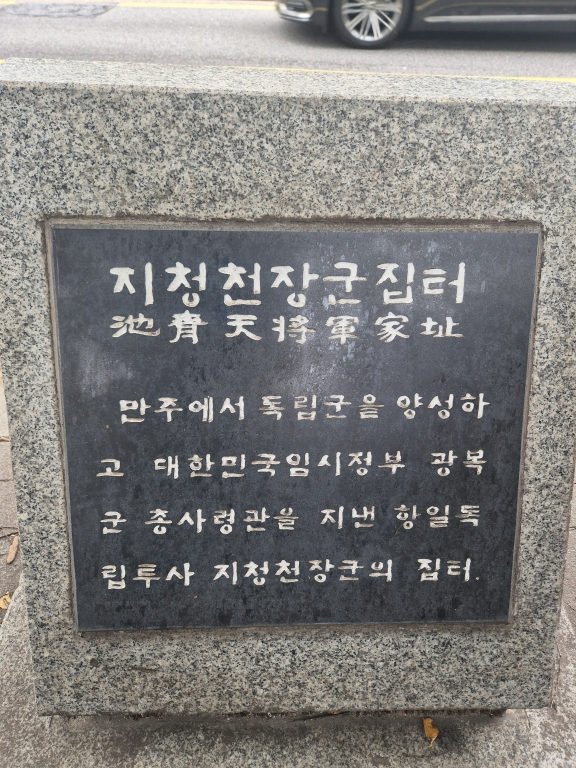 지청천장군집터
池靑天將軍家址
만주에서 독립군을 양성하
고 대한민국임시정부 광복
군 총사령관을 지낸 항일독
립투사 지청천장군의 집터.